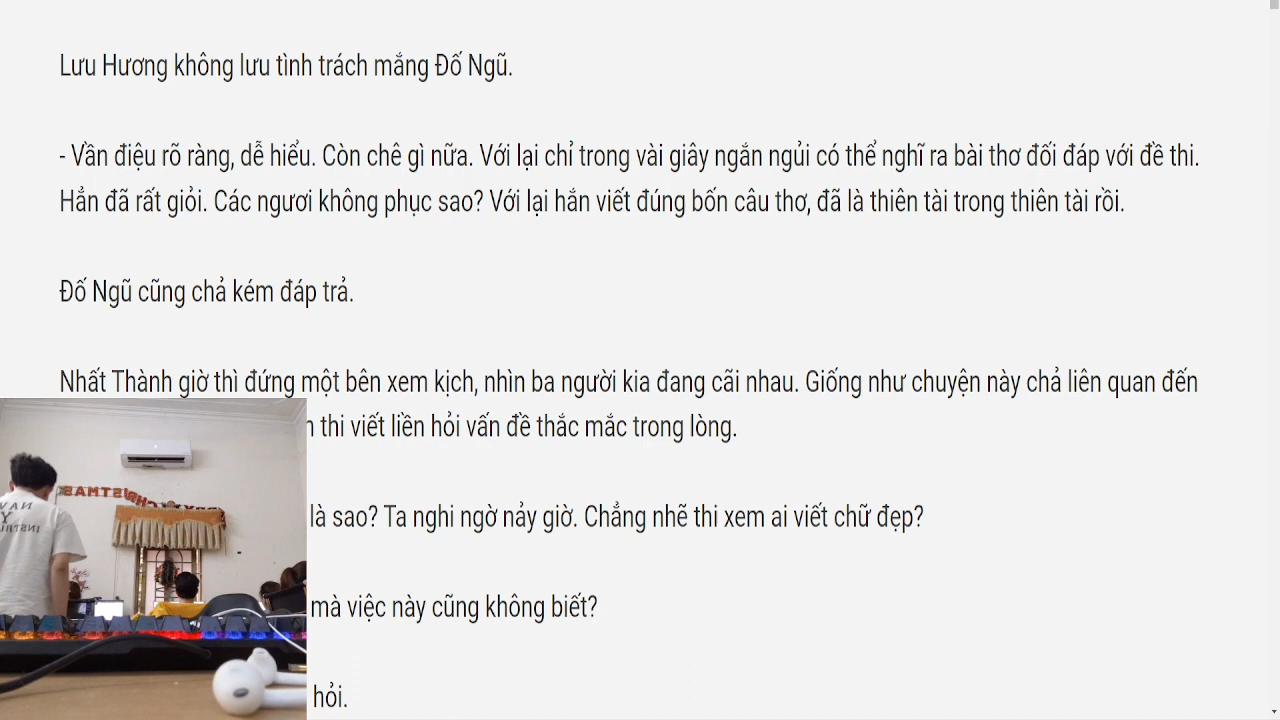 Lưu Hương không lưu tình trách mắng Đố Ngũ.
- Vần điệu rõ ràng, dễ hiểu. Còn chê gì nữa. Với lại chỉ trong vài giây ngắn ngủi có thể nghĩ ra bài thơ đối đáp với đề thi.
Hắn đã rất giỏi. Các ngươi không phục sao? Với lại hắn viết đúng bốn câu thơ, đã là thiên tài trong thiên tài rồi.
Đố Ngũ cũng chả kém đáp trả.
Nhất Thành giờ thì đứng một bên xem kịch, nhìn ba người kia đang cãi nhau. Giống như chuyện này chả liên quan đến
thi viết liền hỏi vấn đề thắc mắc trong lòng.
là sao? Ta nghi ngờ nảy giờ. Chẳng nhẽ thi xem ai viết chữ đẹp?
mà việc này cũng không biết?
hỏi.